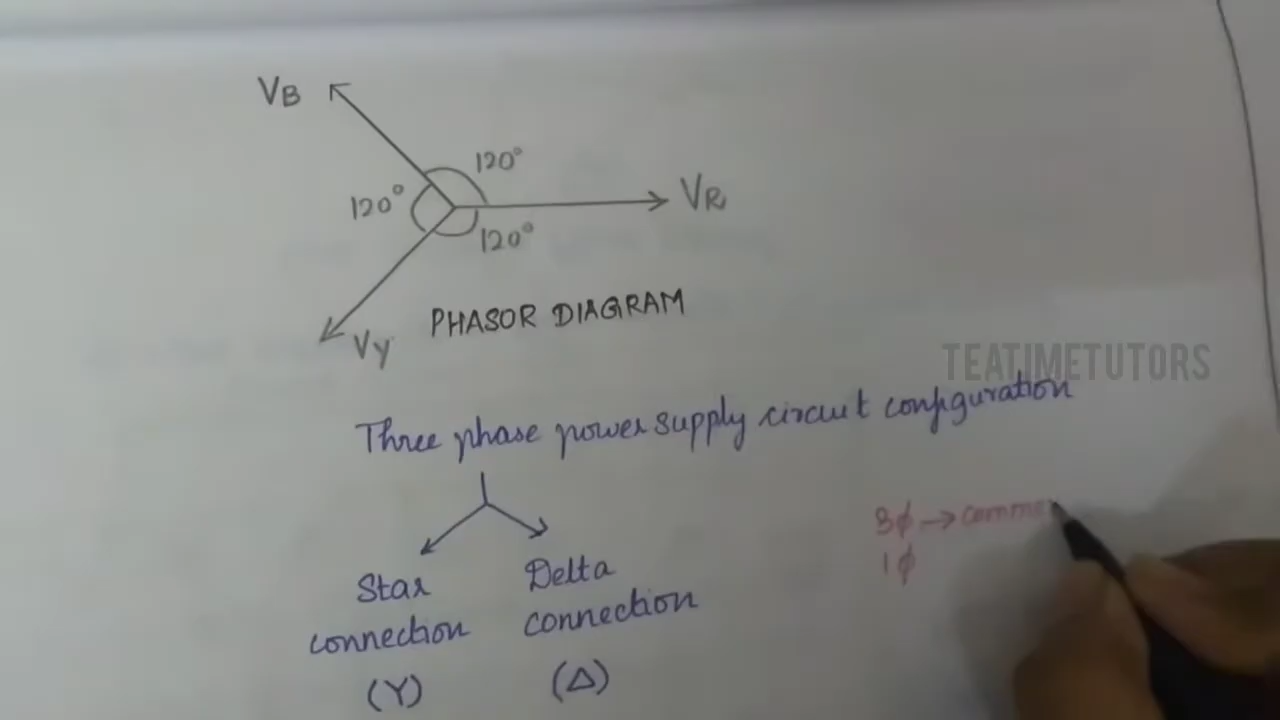 VB
120°
120°
VR
120°
VY
PHASOR DIAGRAM
TEATIMETUTORS
Three phase power supply circuit configuration
Star connection
(Y)
Delta connection
(Δ)
3ϕ →
1ϕ